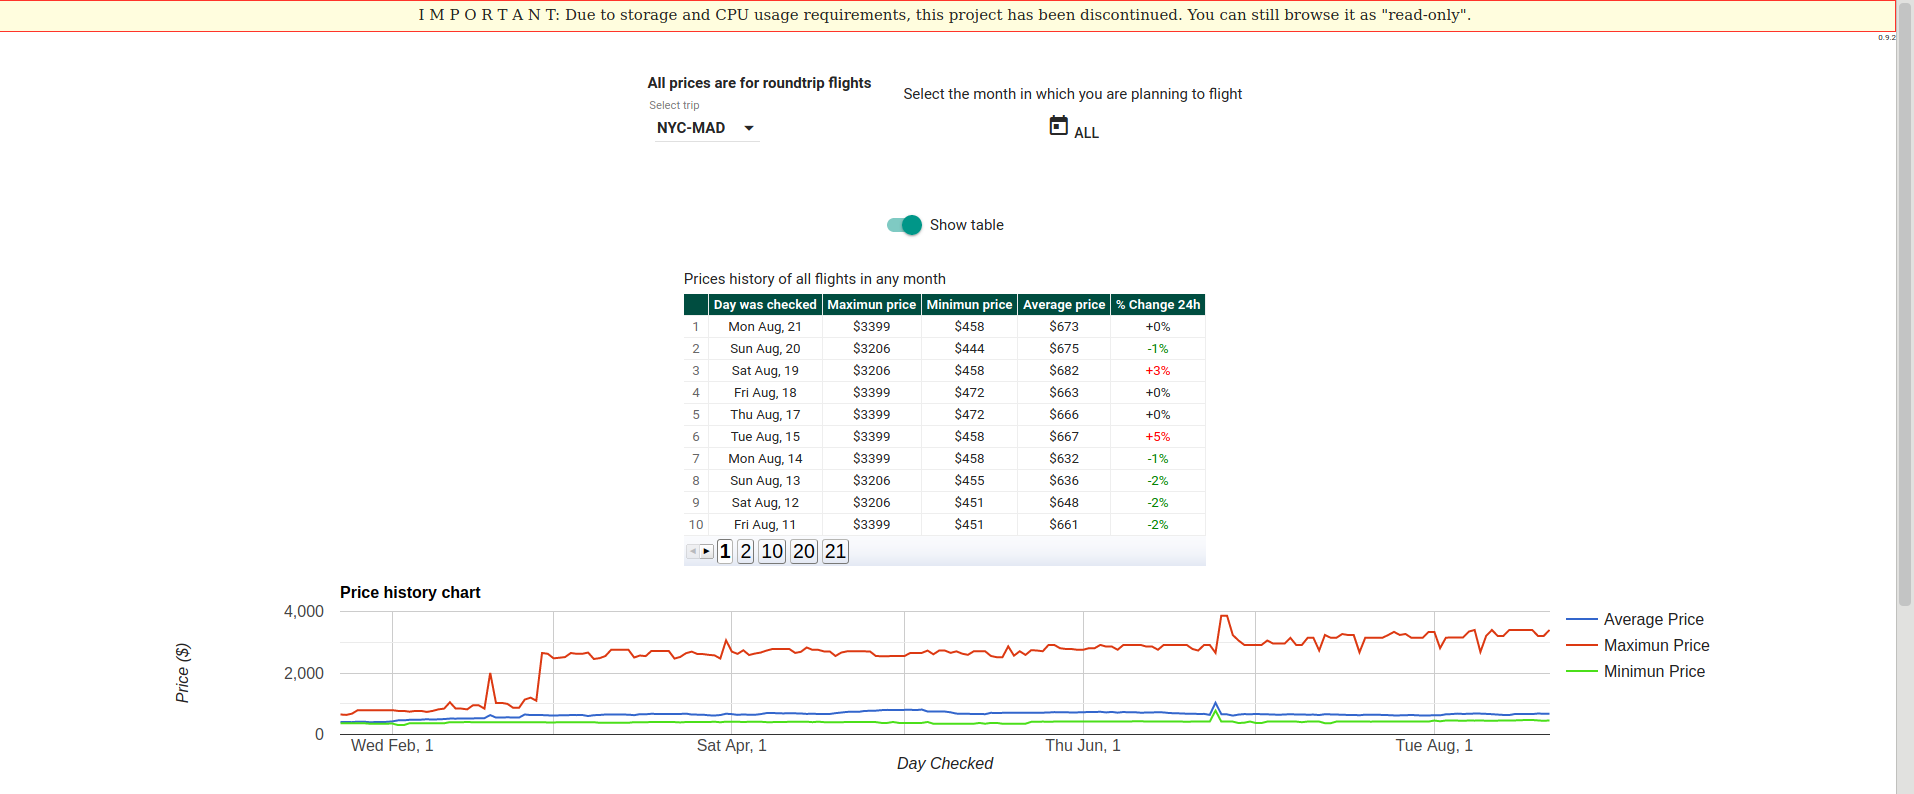 I M P O R T A N T: Due to storage and CPU usage requirements, this project has been discontinued. You can still browse it as "read-only".
0.9.2
All prices are for roundtrip flights
Select the month in which you are planning to flight
Select trip
NYC-MAD
ALL
Show table
Prices history of all flights in any month
Day was checked Maximun price Minimun price Average price % Change 24h
1 Mon Aug, 21 $3399 $458 $673 +0%
2 Sun Aug, 20 $3206 $444 $675 -1%
3 Sat Aug, 19 $3206 $458 $682 +3%
4 Fri Aug, 18 $3399 $472 $663 +0%
5 Thu Aug, 17 $3399 $472 $666 +0%
6 Tue Aug, 15 $3399 $458 $667 +5%
7 Mon Aug, 14 $3399 $458 $632 -1%
8 Sun Aug, 13 $3206 $455 $636 -2%
9 Sat Aug, 12 $3206 $451 $648 -2%
10 Fri Aug, 11 $3399 $451 $661 -2%
1 2 10 20 21
Price history chart
4,000
2,000
0
Price ($)
Wed Feb, 1 Sat Apr, 1 Thu Jun, 1 Tue Aug, 1
Day Checked
Average Price
Maximun Price
Minimun Price